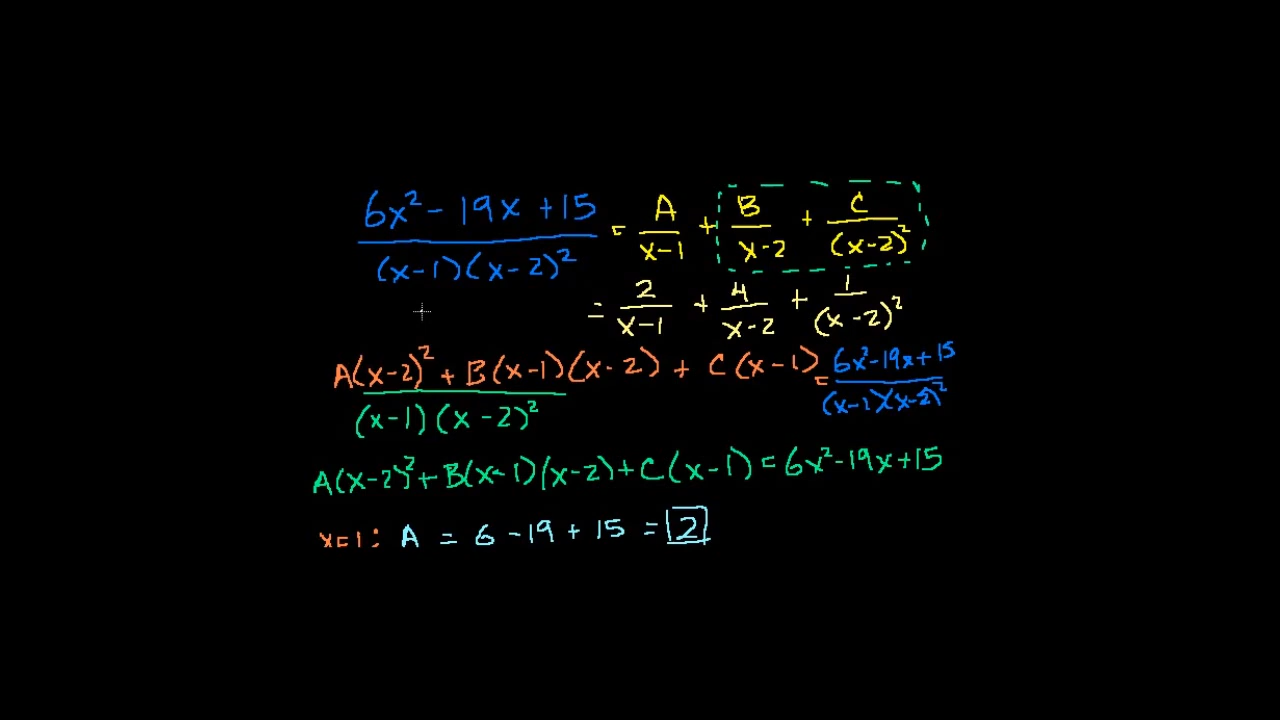 6x² - 19x + 15 / (x-1)(x-2)² = A / x-1 + B / x-2 + C / (x-2)²
= 2 / x-1 + 4 / x-2 + 1 / (x-2)²
A(x-2)² + B(x-1)(x-2) + C(x-1) / (x-1)(x-2)² = 6x²-19x+15 / (x-1)(x-2)²
A(x-2)² + B(x-1)(x-2) + C(x-1) = 6x²-19x+15
x=1: A = 6 - 19 + 15 = 2